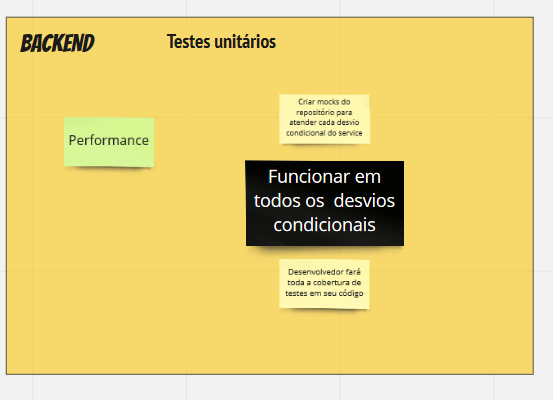 BACKEND
Testes unitários
Performance
Criar mocks do
repositório para
atender cada desvio
condicional do service
Funcionar em
todos os desvios
condicionais
Desenvolvedor fará
toda a cobertura de
testes em seu código